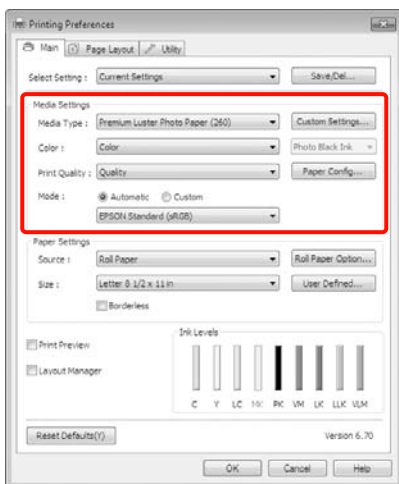 Printing Preferences
Main Page Layout Utility
Select Setting : Current Settings Save/Del...
Media Settings
Media Type : Premium Luster Photo Paper (260) Custom Settings...
Color : Color Photo Black Ink
Print Quality : Quality Paper Config...
Mode : Automatic Custom
EPSON Standard (sRGB)
Paper Settings
Source : Roll Paper Roll Paper Option...
Size : Letter 8 1/2 x 11 in User Defined...
Borderless
Ink Levels
Print Preview
Layout Manager
C Y LC MK PK VM LK LLK VLM
Reset Defaults(Y) Version 6.70
OK Cancel Help